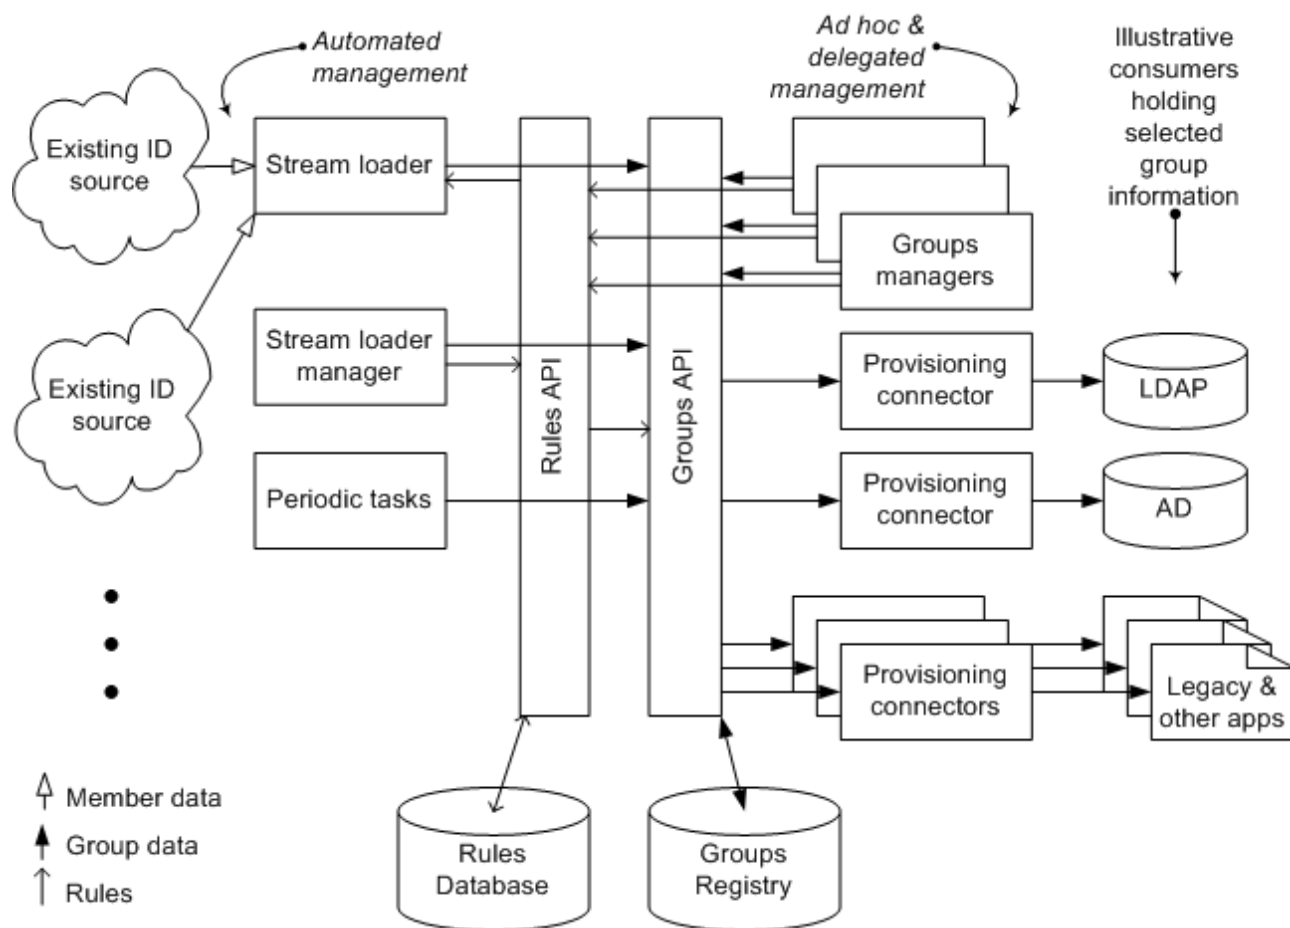 Automated
management
Ad hoc &
delegated
management
Illustrative
consumers
holding
selected
group
information
Existing ID
source
Stream loader
Groups
managers
Existing ID
source
Stream loader
manager
Rules API
Groups API
Provisioning
connector
LDAP
Periodic tasks
Provisioning
connector
AD
Provisioning
connectors
Legacy &
other apps
Member data
Group data
Rules
Rules
Database
Groups
Registry